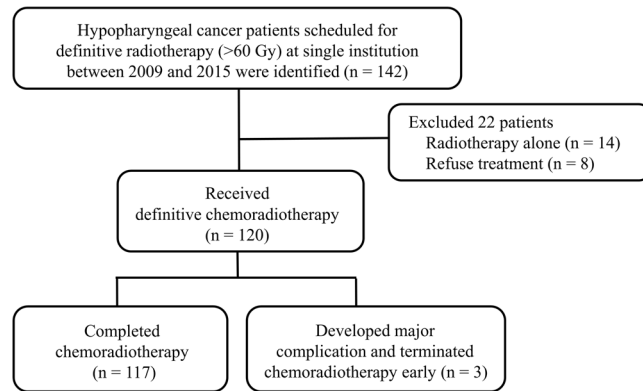 Hypopharyngeal cancer patients scheduled for
definitive radiotherapy (>60 Gy) at single institution
between 2009 and 2015 were identified (n = 142)
Excluded 22 patients
Radiotherapy alone (n = 14)
Refuse treatment (n = 8)
Received
definitive chemoradiotherapy
(n = 120)
Completed
chemoradiotherapy
(n = 117)
Developed major
complication and terminated
chemoradiotherapy early (n = 3)